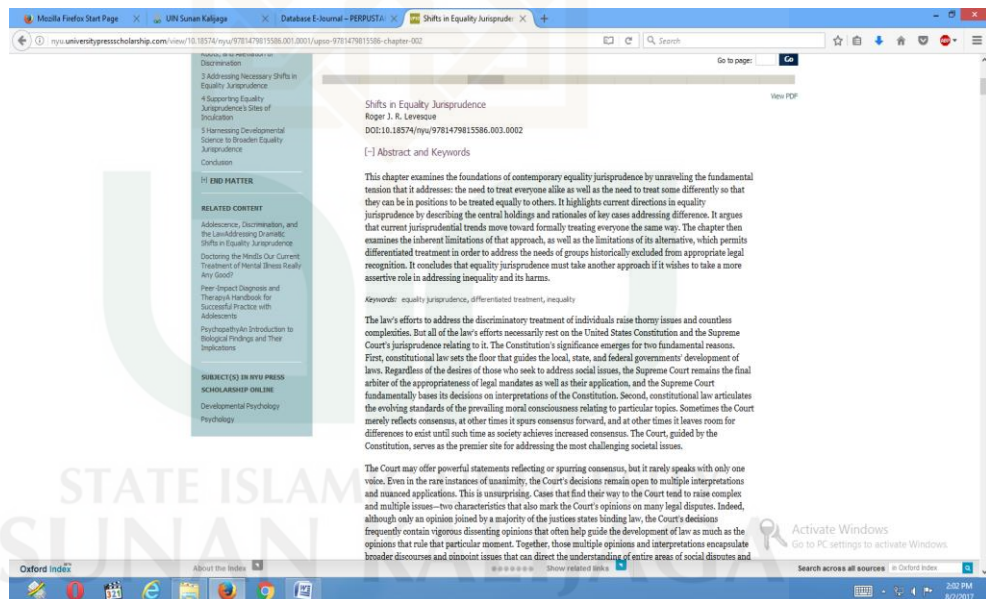 Mozilla Firefox Start Page
UIN Sunan Kalijaga
Database E-Journal – PERPUSTA
Shifts in Equality Jurispruder
nyu.universitypressscholarship.com/view/10.18574/nyu/9781479815586.001.0001/upso-9781479815586-chapter-002
Search
Discrimination
3 Addressing Necessary Shifts in
Equality Jurisprudence
4 Supporting Equality
Jurisprudence's Sites of
Inculcation
5 Harnessing Developmental
Science to Broaden Equality
Jurisprudence
Conclusion
[-] END MATTER
RELATED CONTENT
Adolescence, Discrimination, and
the LawAddressing Dramatic
Shifts in Equality Jurisprudence
Doctoring the MindIs Our Current
Treatment of Mental Illness Really
Any Good?
Peer-Impact Diagnosis and
TherapyA Handbook for
Successful Practice with
Adolescents
PsychopathyAn Introduction to
Biological Findings and Their
Implications
SUBJECT(S) IN NYU PRESS
SCHOLARSHIP ONLINE
Developmental Psychology
Psychology
Go to page:
Go
View PDF
Shifts in Equality Jurisprudence
Roger J. R. Levesque
DOI:10.18574/nyu/9781479815586.003.0002
[-] Abstract and Keywords
This chapter examines the foundations of contemporary equality jurisprudence by unraveling the fundamental
tension that it addresses: the need to treat everyone alike as well as the need to treat some differently so that
they can be in positions to be treated equally to others. It highlights current directions in equality
jurisprudence by describing the central holdings and rationales of key cases addressing difference. It argues
that current jurisprudential trends move toward formally treating everyone the same way. The chapter then
examines the inherent limitations of that approach, as well as the limitations of its alternative, which permits
differentiated treatment in order to address the needs of groups historically excluded from appropriate legal
recognition. It concludes that equality jurisprudence must take another approach if it wishes to take a more
assertive role in addressing inequality and its harms.
Keywords: equality jurisprudence, differentiated treatment, inequality
The law's efforts to address the discriminatory treatment of individuals raise thorny issues and countless
complexities. But all of the law's efforts necessarily rest on the United States Constitution and the Supreme
Court's jurisprudence relating to it. The Constitution's significance emerges for two fundamental reasons.
First, constitutional law sets the floor that guides the local, state, and federal governments' development of
laws. Regardless of the desires of those who seek to address social issues, the Supreme Court remains the final
arbiter of the appropriateness of legal mandates as well as their application, and the Supreme Court
fundamentally bases its decisions on interpretations of the Constitution. Second, constitutional law articulates
the evolving standards of the prevailing moral consciousness relating to particular topics. Sometimes the Court
merely reflects consensus, at other times it spurs consensus forward, and at other times it leaves room for
differences to exist until such time as society achieves increased consensus. The Court, guided by the
Constitution, serves as the premier site for addressing the most challenging societal issues.
The Court may offer powerful statements reflecting or spurring consensus, but it rarely speaks with only one
voice. Even in the rare instances of unanimity, the Court's decisions remain open to multiple interpretations
and nuanced applications. This is unsurprising. Cases that find their way to the Court tend to raise complex
and multiple issues—two characteristics that also mark the Court's opinions on many legal disputes. Indeed,
although only an opinion joined by a majority of the justices states binding law, the Court's decisions
frequently contain vigorous dissenting opinions that often help guide the development of law as much as the
opinions that rule that particular moment. Together, those multiple opinions and interpretations encapsulate
broader discourses and pinpoint issues that can direct the understanding of entire areas of social disputes and
STATE ISLAM
SUNAN KALIJAGA
Activate Windows
Go to PC settings to activate Windows.
Oxford Index
About the Index
Show related links
Search across all sources
in Oxford Index
2:02 PM
8/2/2017